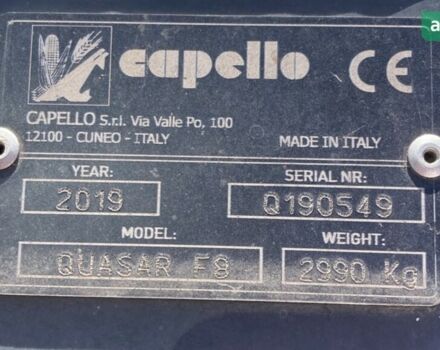 capello CE
CAPELLO S.r.l. Via Valle Po, 100
12100 - CUNEO - ITALY
MADE IN ITALY
YEAR:
SERIAL NR:
2019
Q190549
MODEL:
WEIGHT:
QUASAR F8
2990 Kg